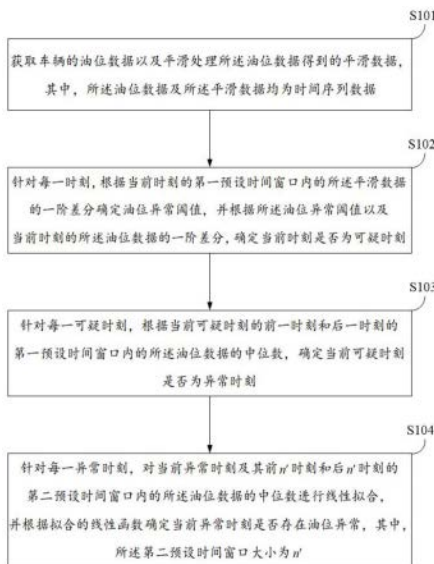 S101
获取车辆的油位数据以及平滑处理所述油位数据得到的平滑数据，
其中，所述油位数据及所述平滑数据均为时间序列数据
S102
针对每一时刻，根据当前时刻的第一预设时间窗口内的所述平滑数据
的一阶差分确定油位异常阈值，并根据所述油位异常阈值以及
当前时刻的所述油位数据的一阶差分，确定当前时刻是否为可疑时刻
S103
针对每一可疑时刻，根据当前可疑时刻的前一时刻和后一时刻的
第一预设时间窗口内的所述油位数据的中位数，确定当前可疑时刻
是否为异常时刻
S104
针对每一异常时刻，对当前异常时刻及其前n'时刻和后n'时刻的
第二预设时间窗口内的所述油位数据的中位数进行线性拟合，
并根据拟合的线性函数确定当前异常时刻是否存在油位异常，其中，
所述第二预设时间窗口大小为n'